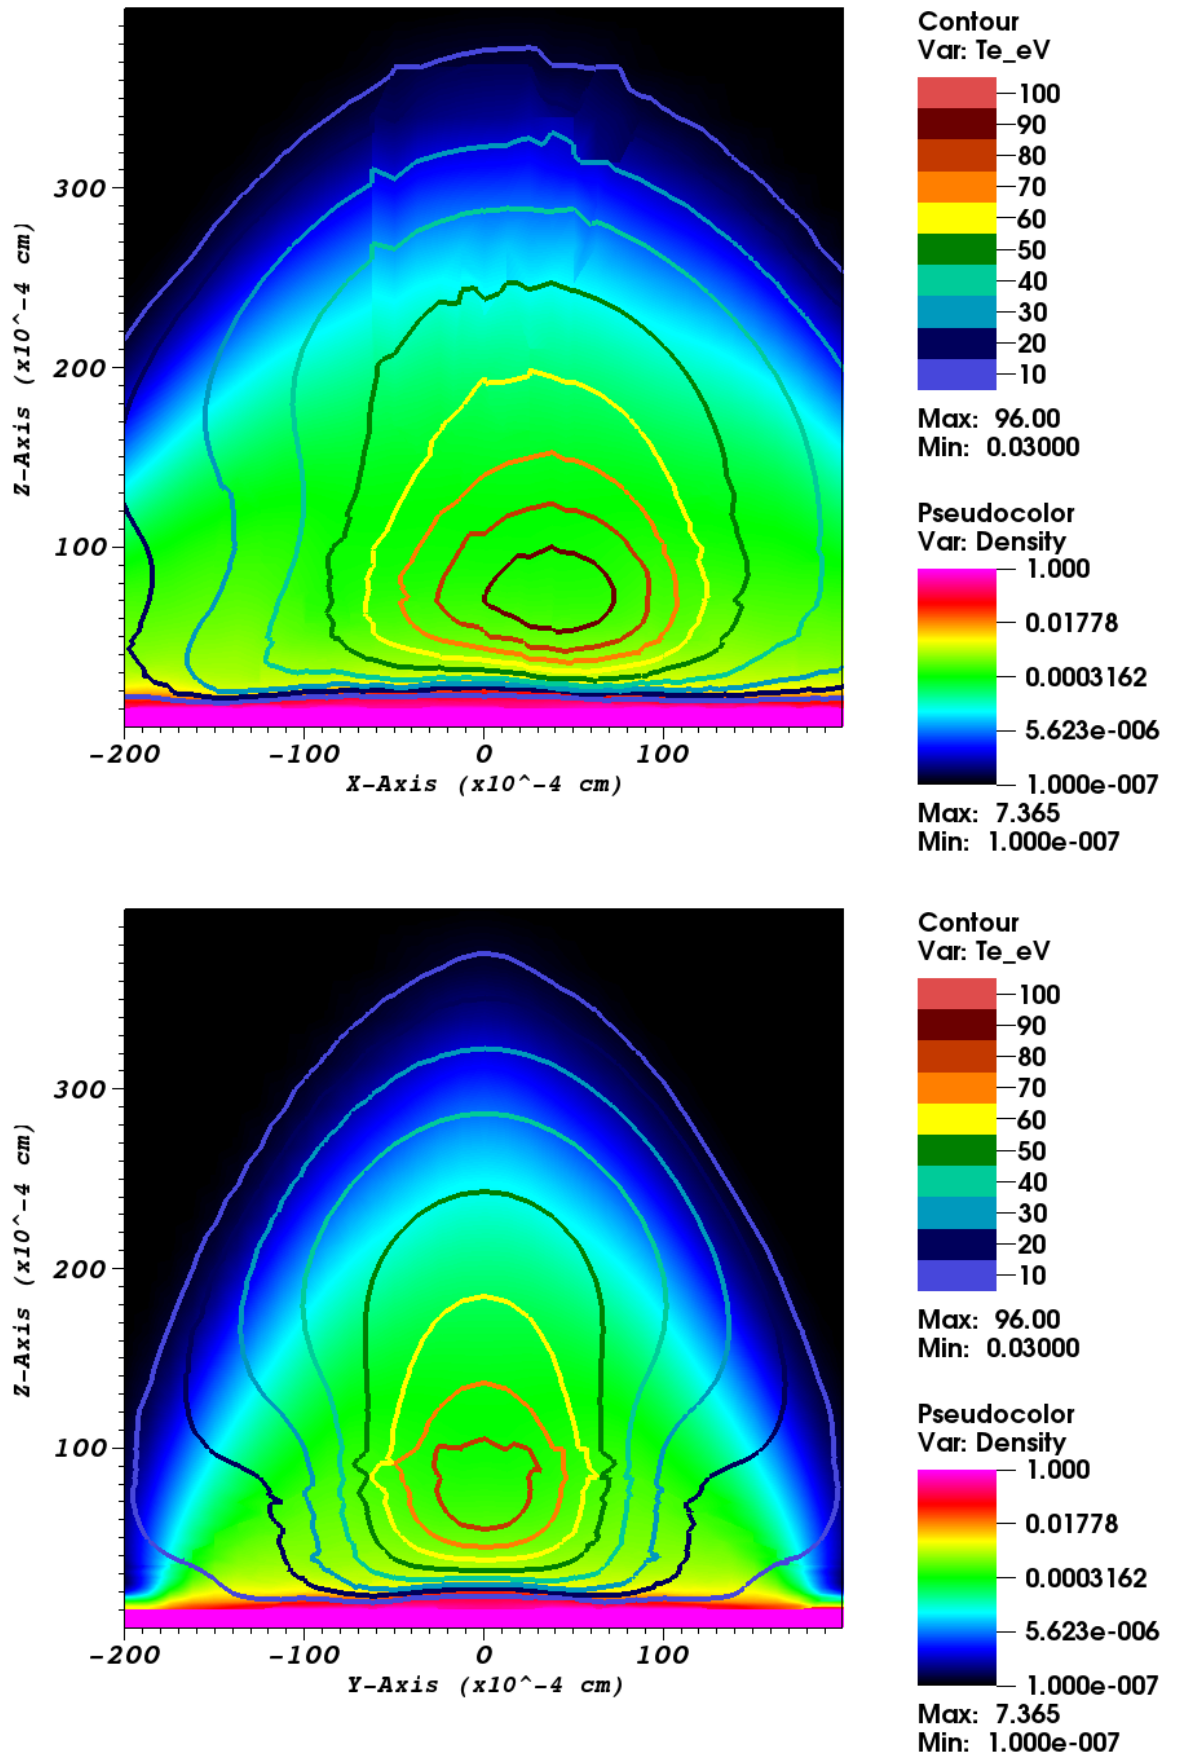 Contour
Var: Te_eV
100
90
80
70
60
50
40
30
20
10
Max: 96.00
Min: 0.03000
Pseudocolor
Var: Density
1.000
0.01778
0.0003162
5.623e-006
1.000e-007
Max: 7.365
Min: 1.000e-007
Z-Axis (x10^-4 cm)
300
200
100
-200 -100 0 100
X-Axis (x10^-4 cm)
Contour
Var: Te_eV
100
90
80
70
60
50
40
30
20
10
Max: 96.00
Min: 0.03000
Pseudocolor
Var: Density
1.000
0.01778
0.0003162
5.623e-006
1.000e-007
Max: 7.365
Min: 1.000e-007
Z-Axis (x10^-4 cm)
300
200
100
-200 -100 0 100
Y-Axis (x10^-4 cm)